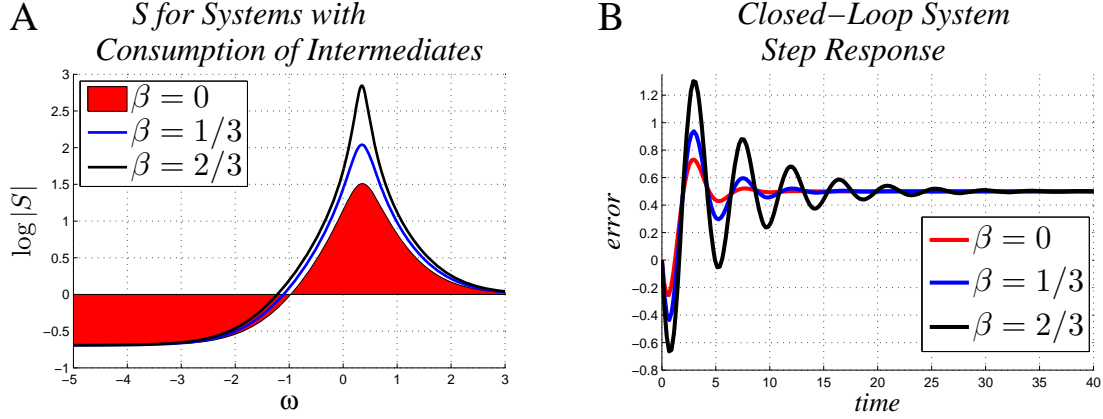 A
S for Systems with
Consumption of Intermediates
3
2.5
2
1.5
1
0.5
0
−0.5
−1
log |S|
β = 0
β = 1/3
β = 2/3
−5 −4 −3 −2 −1 0 1 2 3
ω
B
Closed−Loop System
Step Response
1.2
1
0.8
0.6
0.4
0.2
0
−0.2
−0.4
−0.6
−0.8
error
β = 0
β = 1/3
β = 2/3
0 5 10 15 20 25 30 35 40
time